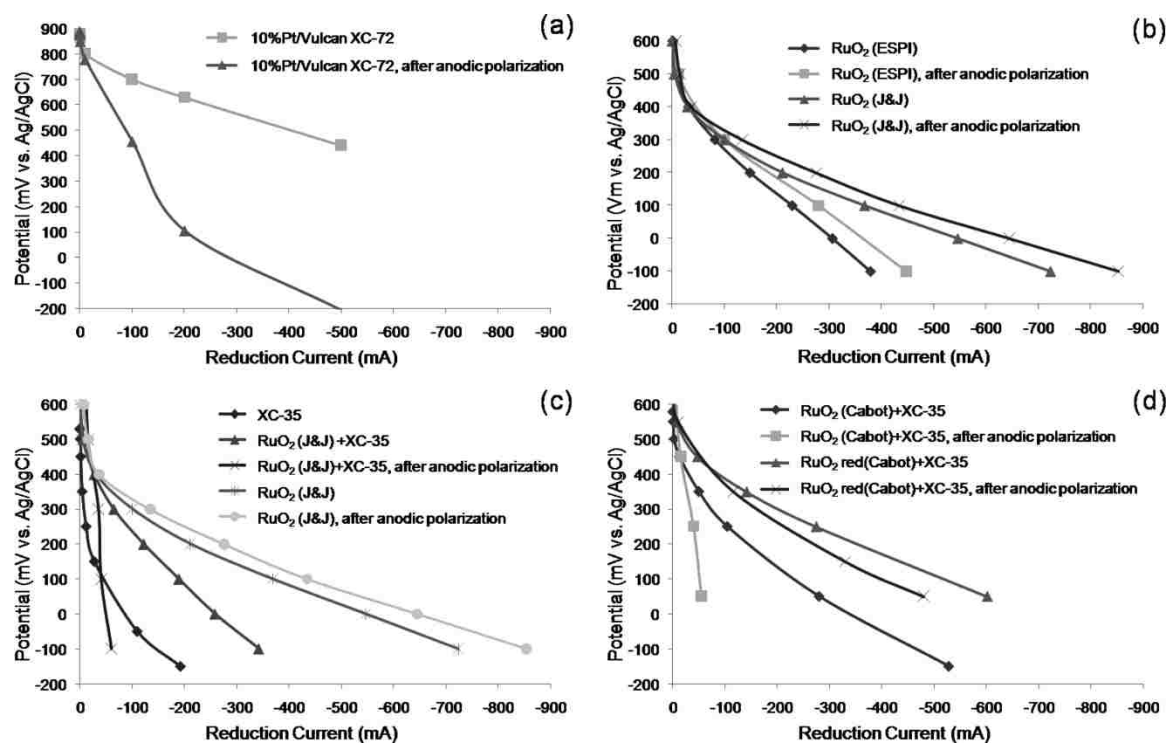 (a)
10%Pt/Vulcan XC-72
10%Pt/Vulcan XC-72, after anodic polarization
Potential (mV vs. Ag/AgCl)
900
800
700
600
500
400
300
200
100
0
-100
-200
0 -100 -200 -300 -400 -500 -600 -700 -800 -900
Reduction Current (mA)
(b)
RuO2 (ESPI)
RuO2 (ESPI), after anodic polarization
RuO2 (J&J)
RuO2 (J&J), after anodic polarization
Potential (Vm vs. Ag/AgCl)
600
500
400
300
200
100
0
-100
-200
0 -100 -200 -300 -400 -500 -600 -700 -800 -900
Reduction Current (mA)
(c)
XC-35
RuO2 (J&J) +XC-35
RuO2 (J&J)+XC-35, after anodic polarization
RuO2 (J&J)
RuO2 (J&J), after anodic polarization
Potential (mV vs. Ag/AgCl)
600
500
400
300
200
100
0
-100
-200
0 -100 -200 -300 -400 -500 -600 -700 -800 -900
Reduction Current (mA)
(d)
RuO2 (Cabot)+XC-35
RuO2 (Cabot)+XC-35, after anodic polarization
RuO2 red(Cabot)+XC-35
RuO2 red(Cabot)+XC-35, after anodic polarization
Potential (mV vs. Ag/AgCl)
600
500
400
300
200
100
0
-100
-200
0 -100 -200 -300 -400 -500 -600 -700 -800 -900
Reduction Current (mA)